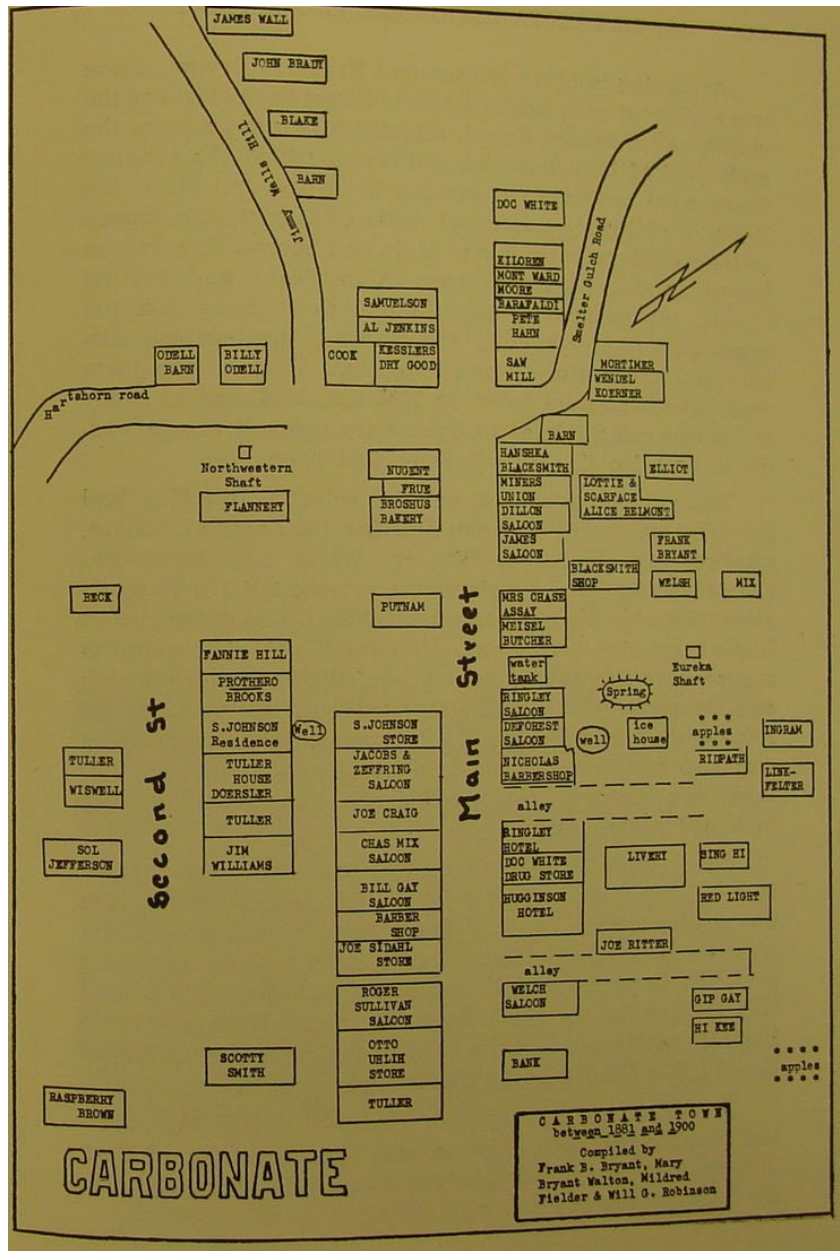 JAMES WALL
JOHN BRADY
BLAKE
BARN
Jimmy Walls Hill
DOC WHITE
KILOREN
MONT WARD
MOORE
BARAFALDI
PETE
HAHN
SAW
MILL
Smelter Gulch Road
SAMUELSON
AL JENKINS
COOK
KESSLERS
DRY GOOD
ODELL
BARN
BILLY
ODELL
Hartshorn road
MORTIMER
WENDEL
KOERNER
BARN
HANSHKA
BLACKSMITH
MINERS
UNION
DILLON
SALOON
JAMES
SALOON
ELLIOT
LOTTIE &
SCARFACE
ALICE BELMONT
FRANK
BRYANT
BLACKSMITH
SHOP
WELSH
MIX
Northwestern
Shaft
FLANNERY
NUGENT
FRUE
BROSHUS
BAKERY
BECK
PUTNAM
Main Street
MRS CHASE
ASSAY
MEISEL
BUTCHER
water
tank
RINGLEY
SALOON
DEFOREST
SALOON
NICHOLAS
BARBERSHOP
Spring
well
ice
house
Eureka
Shaft
apples
RIDPATH
INGRAM
LINK-
FELTER
FANNIE HILL
PROTHERO
BROOKS
S.JOHNSON
Residence
Well
TULLER
HOUSE
DOERSLER
TULLER
JIM
WILLIAMS
S.JOHNSON
STORE
JACOBS &
ZEFFRING
SALOON
JOE CRAIG
CHAS MIX
SALOON
BILL GAY
SALOON
BARBER
SHOP
JOE SIDAHL
STORE
Second St
TULLER
WISWELL
SOL
JEFFERSON
alley
RINGLEY
HOTEL
DOC WHITE
DRUG STORE
HUGGINSON
HOTEL
LIVERY
SING HI
RED LIGHT
JOE RITTER
alley
WELCH
SALOON
GIP GAY
HI KEE
BANK
apples
ROGER
SULLIVAN
SALOON
OTTO
UHLIH
STORE
TULLER
SCOTTY
SMITH
RASPBERRY
BROWN
CARBONATE
CARBONATE TOWN
between 1881 and 1900
Compiled by
Frank B. Bryant, Mary
Bryant Walton, Mildred
Fielder & Will G. Robinson